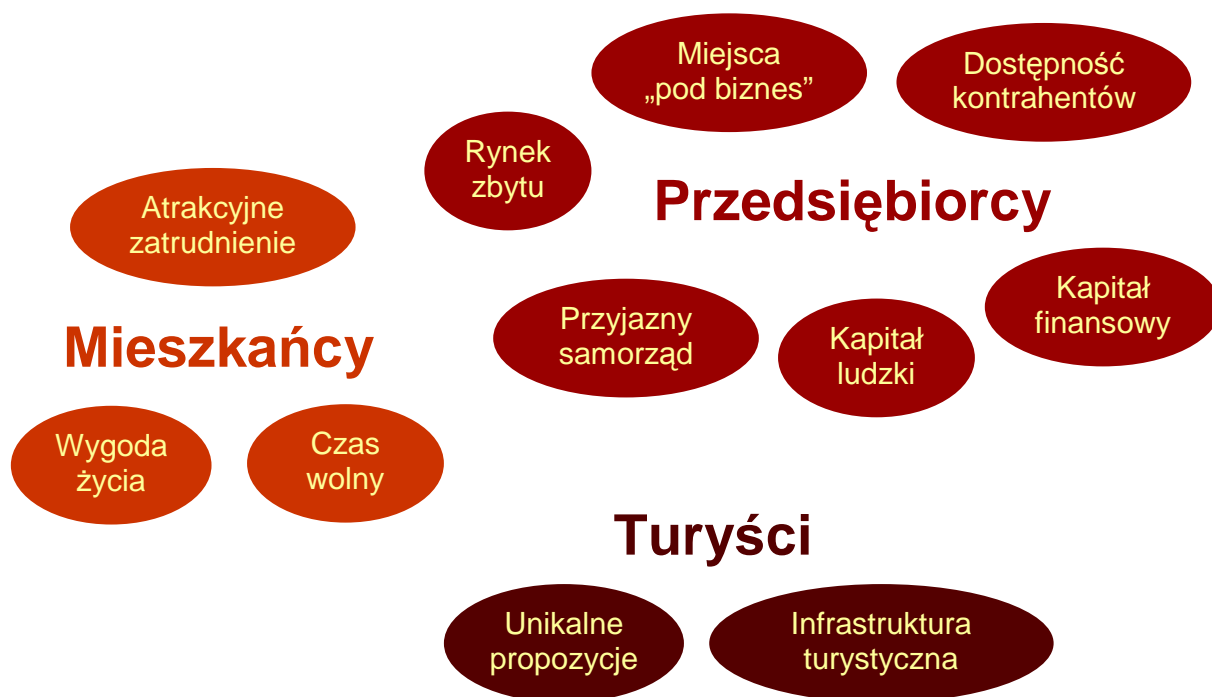 Miejsca
„pod biznes”
Dostępność
kontrahentów
Rynek
zbytu
Przedsiębiorcy
Atrakcyjne
zatrudnienie
Kapitał
finansowy
Przyjazny
samorząd
Kapitał
ludzki
Mieszkańcy
Wygoda
życia
Czas
wolny
Turyści
Unikalne
propozycje
Infrastruktura
turystyczna